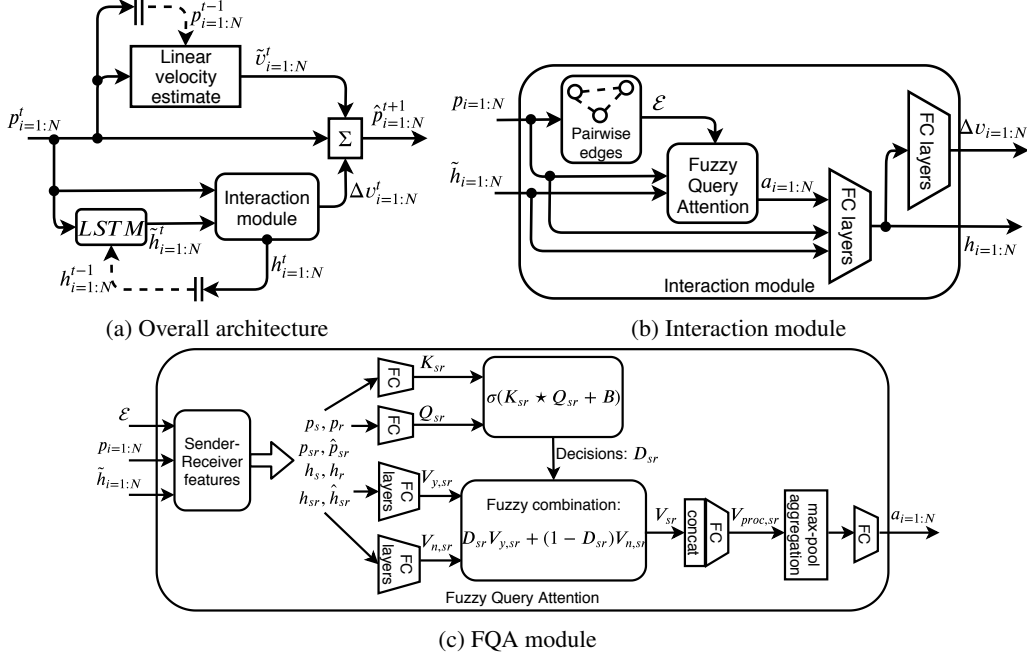 p^{t-1}_{i=1:N}
Linear
velocity
estimate
ṽ^t_{i=1:N}
p^t_{i=1:N}
Σ
p̂^{t+1}_{i=1:N}
Interaction
module
Δv^t_{i=1:N}
LSTM
h̃^t_{i=1:N}
h^{t-1}_{i=1:N}
h^t_{i=1:N}
(a) Overall architecture
p_{i=1:N}
Pairwise
edges
ℰ
h̃_{i=1:N}
Fuzzy
Query
Attention
a_{i=1:N}
FC layers
FC layers
Δv_{i=1:N}
h_{i=1:N}
Interaction module
(b) Interaction module
ℰ
p_{i=1:N}
h̃_{i=1:N}
Sender-
Receiver
features
p_s, p_r
p_{sr}, p̂_{sr}
h_s, h_r
h_{sr}, ĥ_{sr}
FC
K_{sr}
FC
Q_{sr}
σ(K_{sr} ⋆ Q_{sr} + B)
Decisions: D_{sr}
FC
layers
V_{y,sr}
FC
layers
V_{n,sr}
Fuzzy combination:
D_{sr}V_{y,sr} + (1 − D_{sr})V_{n,sr}
V_{sr}
concat
FC
V_{proc,sr}
max-pool
aggregation
FC
a_{i=1:N}
Fuzzy Query Attention
(c) FQA module